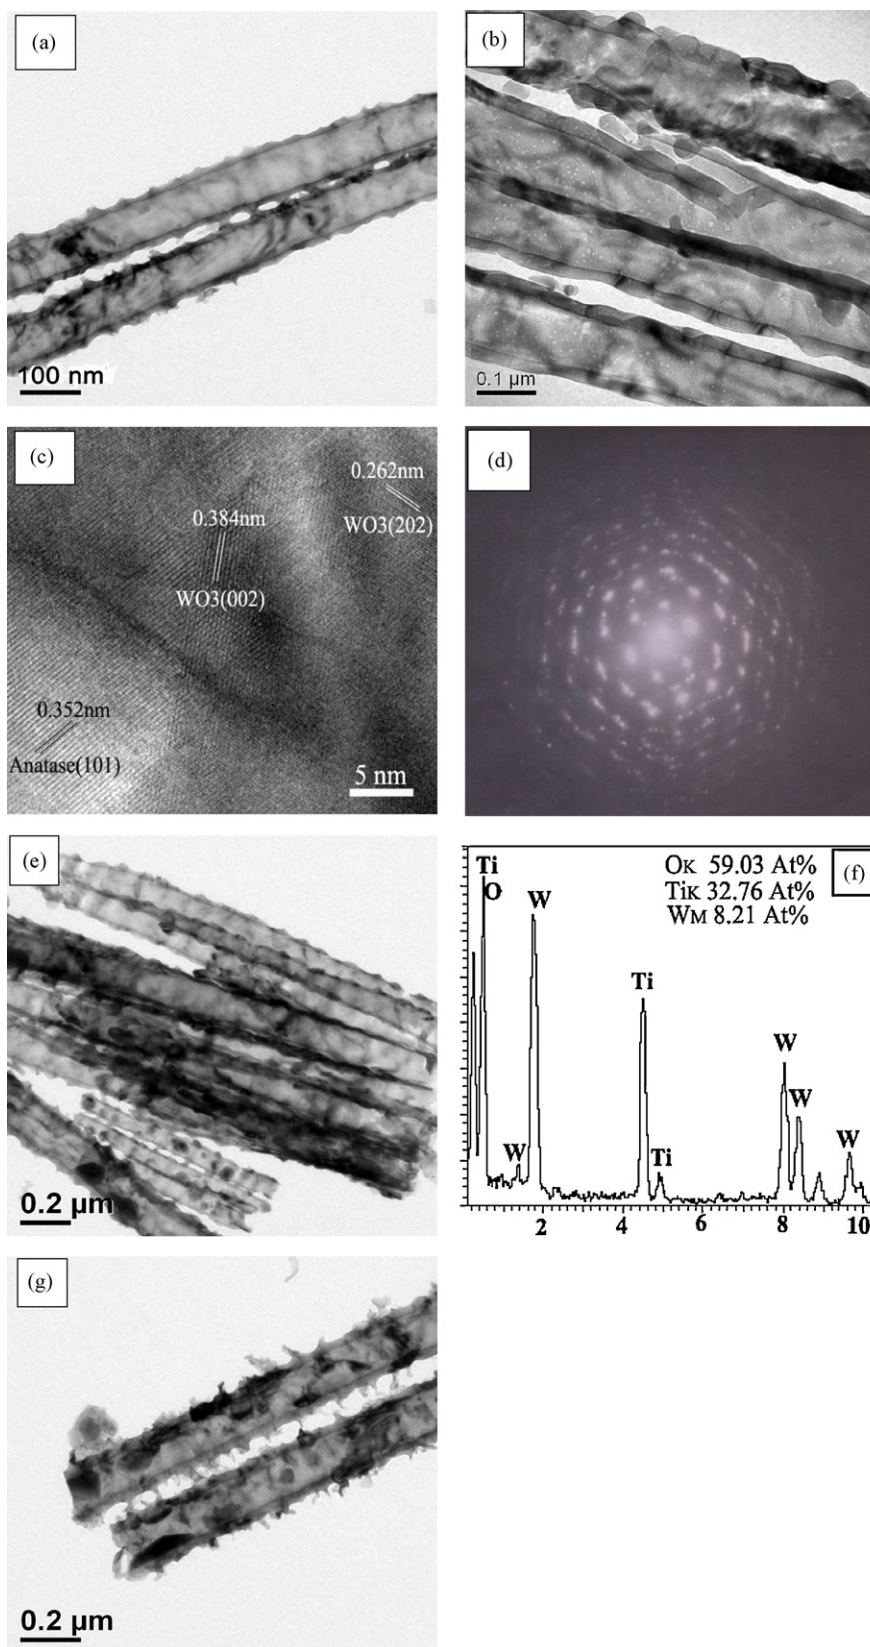 (a)
100 nm
(b)
0.1 µm
(c)
0.262nm
WO3(202)
0.384nm
WO3(002)
0.352nm
Anatase(101)
5 nm
(d)
(e)
0.2 µm
(f)
OK 59.03 At%
TiK 32.76 At%
WM 8.21 At%
Ti
O
W
Ti
W
W
W
Ti
W
2 4 6 8 10
(g)
0.2 µm